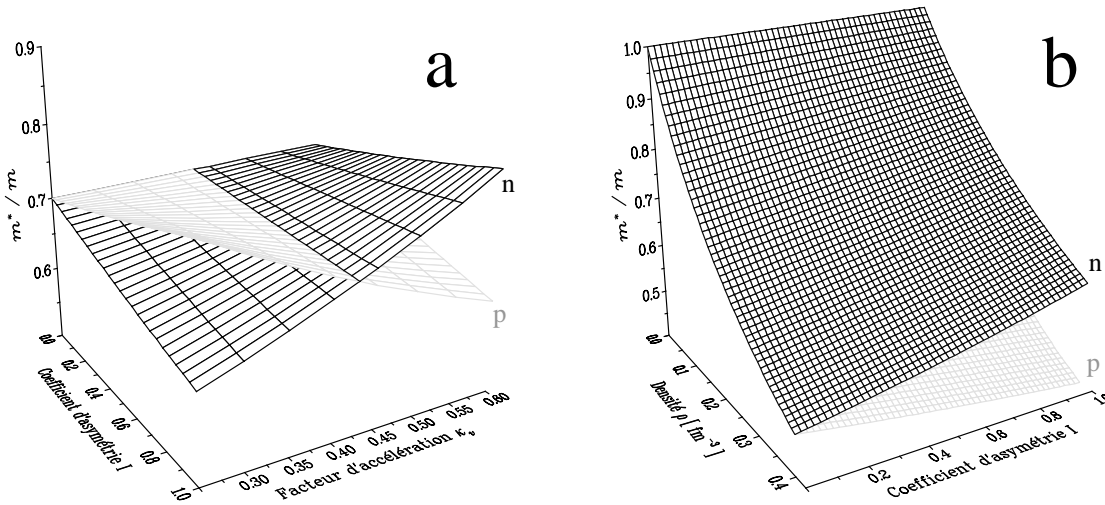 a
0.9
0.8
0.7
0.6
m* / m
n
p
0.0
0.2
0.4
0.6
0.8
1.0
Coefficient d'asymétrie I
0.30
0.35
0.40
0.45
0.50
0.55
0.60
Facteur d'accélération κv
b
1.0
0.9
0.8
0.7
0.6
0.5
m* / m
n
p
0.0
0.1
0.2
0.3
0.4
Densité ρ [ fm -3 ]
0.2
0.4
0.6
0.8
Coefficient d'asymétrie I